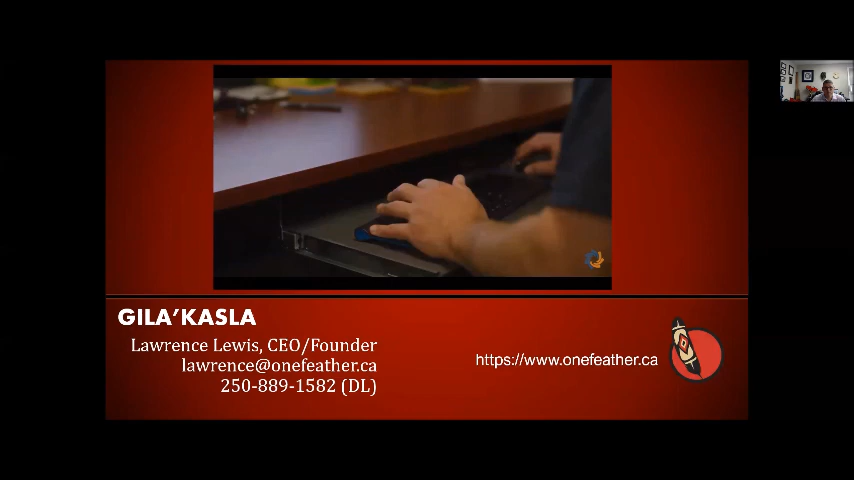 GILA'KASLA
Lawrence Lewis, CEO/Founder
lawrence@onefeather.ca
250-889-1582 (DL)
https://www.onefeather.ca